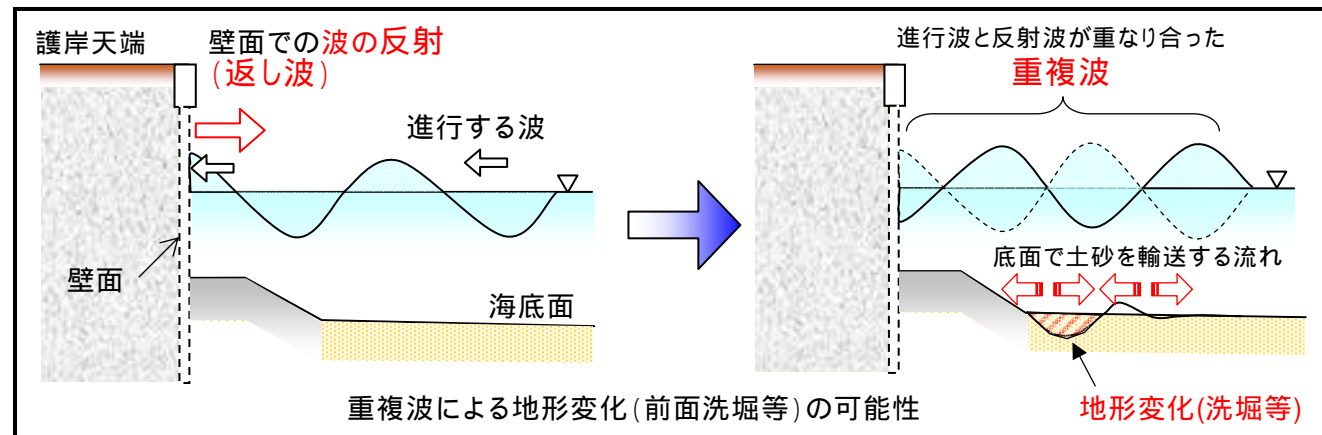 護岸天端
壁面での波の反射
(返し波)
進行する波
壁面
海底面
進行波と反射波が重なり合った
重複波
底面で土砂を輸送する流れ
重複波による地形変化(前面洗堀等)の可能性
地形変化(洗堀等)